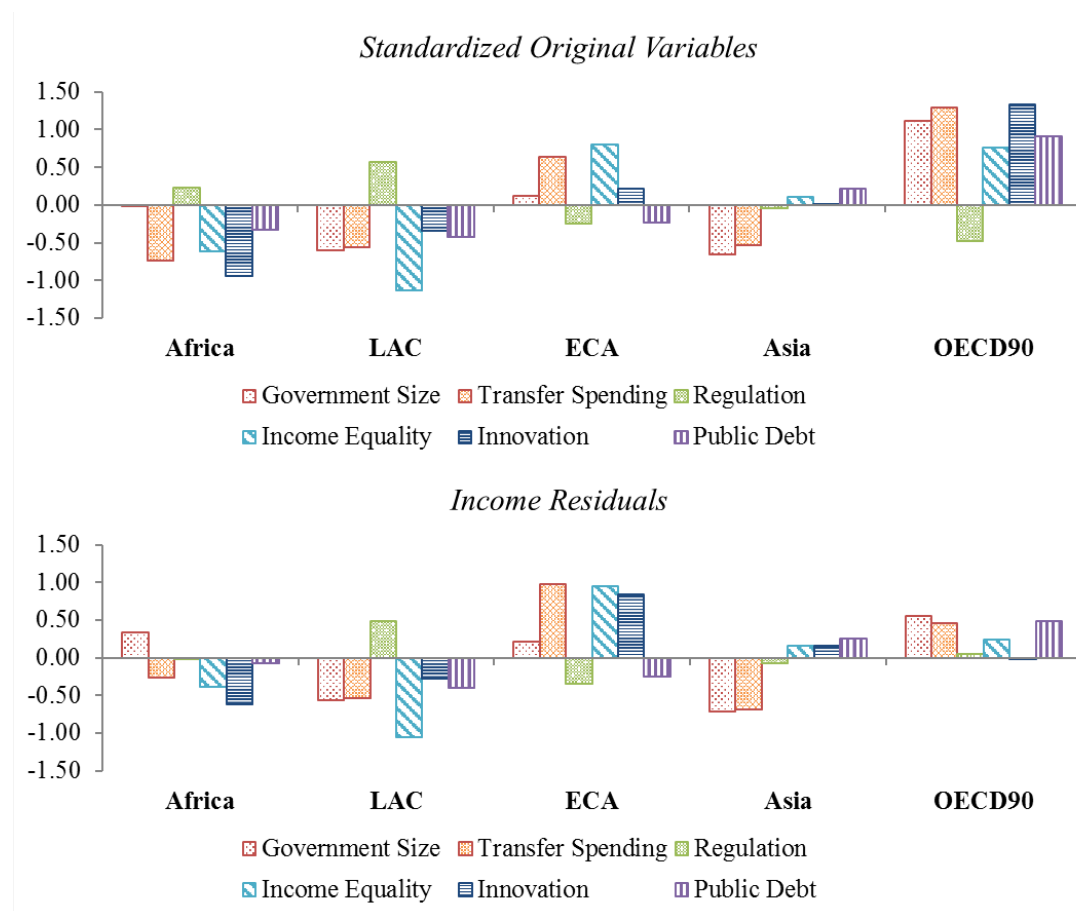 Standardized Original Variables
1.50
1.00
0.50
0.00
-0.50
-1.00
-1.50
Africa LAC ECA Asia OECD90
Government Size Transfer Spending Regulation
Income Equality Innovation Public Debt
Income Residuals
1.50
1.00
0.50
0.00
-0.50
-1.00
-1.50
Africa LAC ECA Asia OECD90
Government Size Transfer Spending Regulation
Income Equality Innovation Public Debt